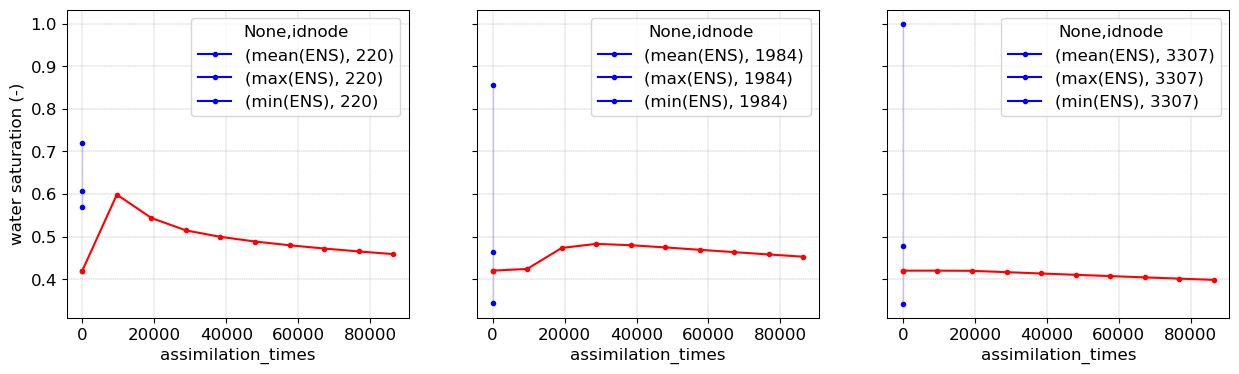 water saturation (-)
1.0
0.9
0.8
0.7
0.6
0.5
0.4
None,idnode
(mean(ENS), 220)
(max(ENS), 220)
(min(ENS), 220)
0 20000 40000 60000 80000
assimilation_times
None,idnode
(mean(ENS), 1984)
(max(ENS), 1984)
(min(ENS), 1984)
0 20000 40000 60000 80000
assimilation_times
None,idnode
(mean(ENS), 3307)
(max(ENS), 3307)
(min(ENS), 3307)
0 20000 40000 60000 80000
assimilation_times